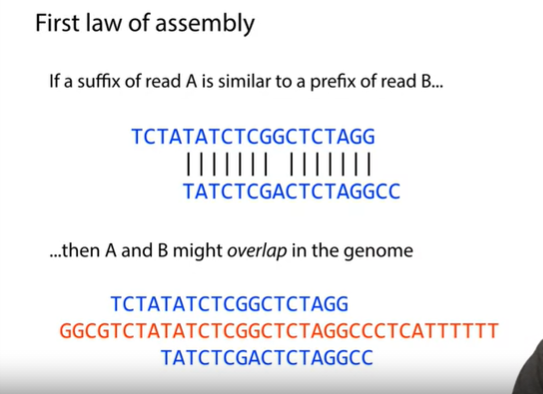 First law of assembly
If a suffix of read A is similar to a prefix of read B...
TCTATATCTCGGCTCTAGG
||||||| |||||||
TATCTCGACTCTAGGCC
...then A and B might overlap in the genome
TCTATATCTCGGCTCTAGG
GGCGTCTATATCTCGGCTCTAGGCCCTCATTTTTT
TATCTCGACTCTAGGCC